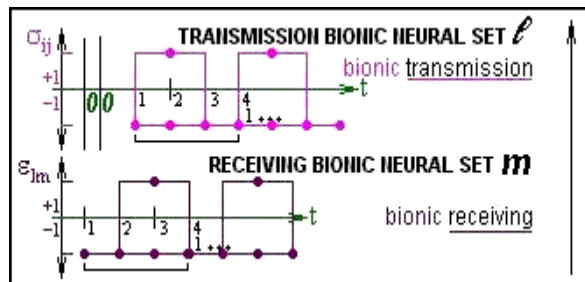 TRANSMISSION BIONIC NEURAL SET ℓ
σij
bionic transmission
+1
-1
00
t
1 2 3 4
1...
RECEIVING BIONIC NEURAL SET m
εlm
bionic receiving
+1
-1
t
1 2 3 4
1...